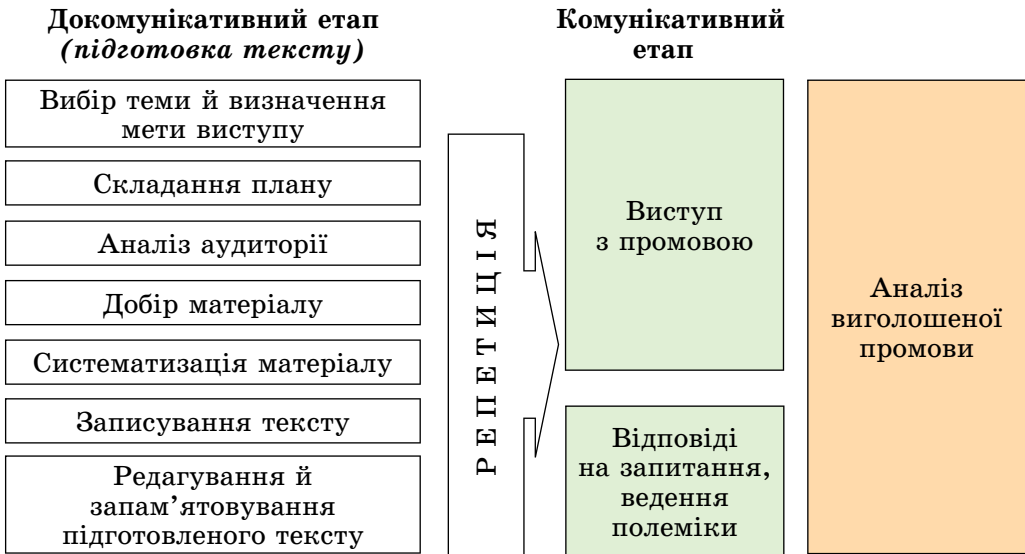 Докомунікативний етап
(підготовка тексту)
Вибір теми й визначення
мети виступу
Складання плану
Аналіз аудиторії
Добір матеріалу
Систематизація матеріалу
Записування тексту
Редагування й
запам’ятовування
підготовленого тексту
РЕПЕТИЦІЯ
Комунікативний
етап
Виступ
з промовою
Відповіді
на запитання,
ведення
полеміки
Аналіз
виголошеної
промови